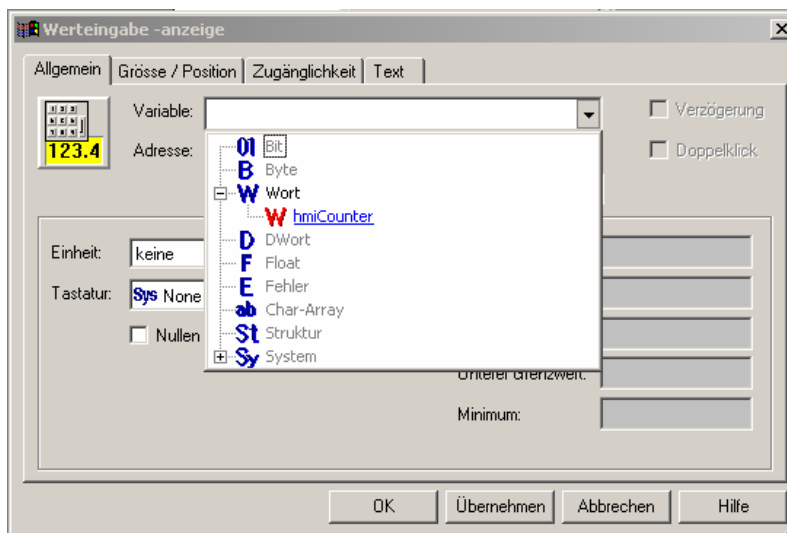 Werteingabe -anzeige
Allgemein Grösse / Position Zugänglichkeit Text
123.4
Variable:
Verzögerung
Adresse:
Doppelklick
01 Bit
B Byte
W Wort
W hmiCounter
D DWort
F Float
E Fehler
ab Char-Array
St Struktur
Sy System
Einheit: keine
Tastatur: Sys None
Nullen
Unterer Grenzwert:
Minimum:
OK Übernehmen Abbrechen Hilfe